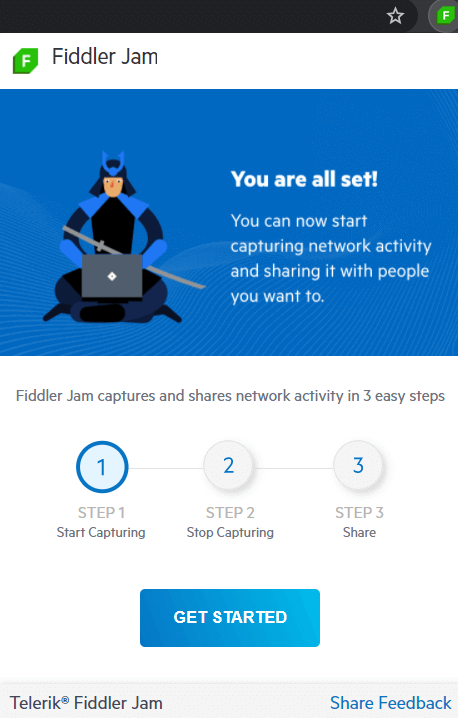 F
F
Fiddler Jam
You are all set!
You can now start
capturing network activity
and sharing it with people
you want to.
Fiddler Jam captures and shares network activity in 3 easy steps
1 2 3
STEP 1 STEP 2 STEP 3
Start Capturing Stop Capturing Share
GET STARTED
Telerik® Fiddler Jam Share Feedback